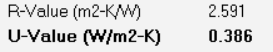 R-Value (m2-K/W) 2.591
U-Value (W/m2-K) 0.386